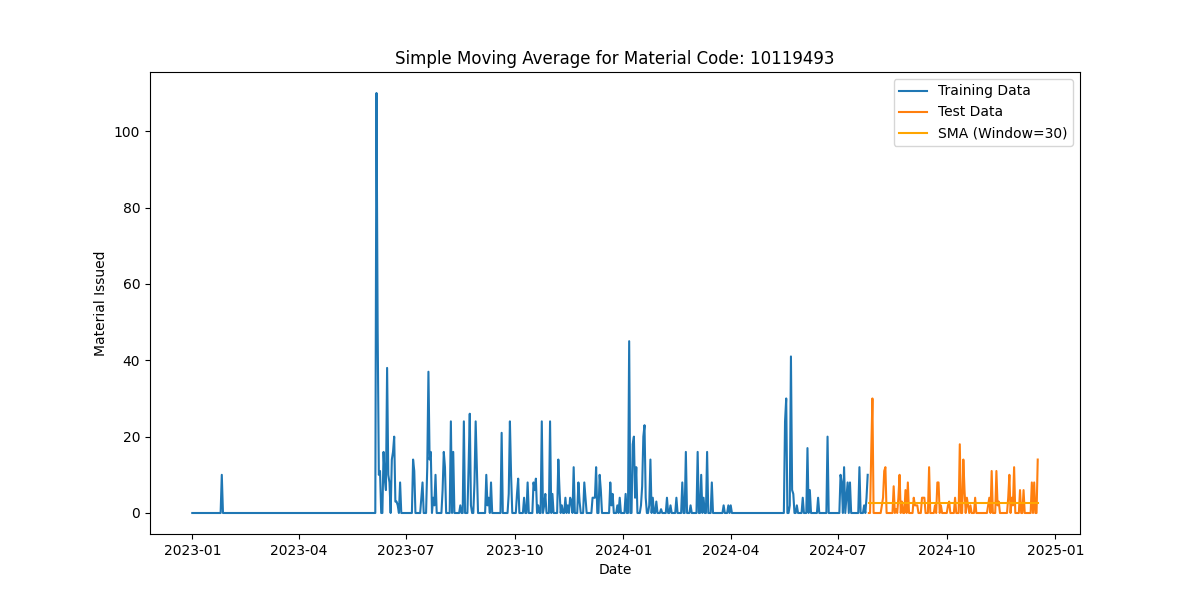 Simple Moving Average for Material Code: 10119493
Training Data
Test Data
SMA (Window=30)
Material Issued
100
80
60
40
20
0
2023-01 2023-04 2023-07 2023-10 2024-01 2024-04 2024-07 2024-10 2025-01
Date